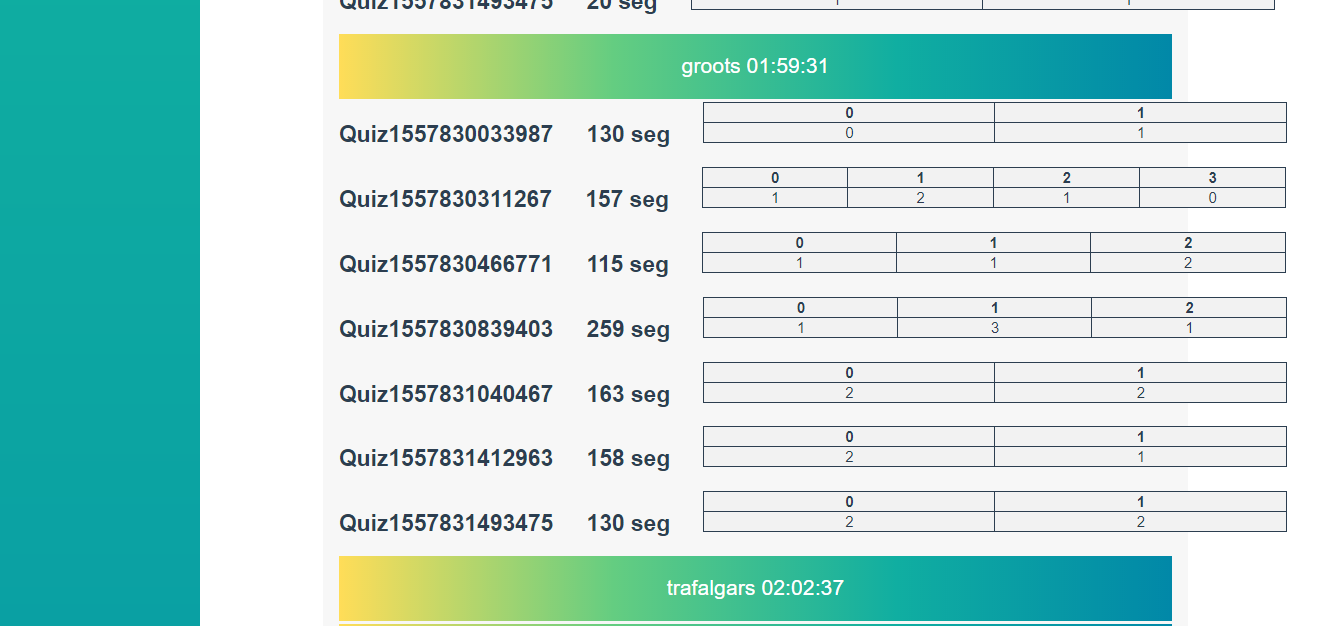 Quiz1557831493475 20 seg
1 1
groots 01:59:31
0 1
Quiz1557830033987 130 seg
0 1
0 1 2 3
Quiz1557830311267 157 seg
1 2 1 0
0 1 2
Quiz1557830466771 115 seg
1 1 2
0 1 2
Quiz1557830839403 259 seg
1 3 1
0 1
Quiz1557831040467 163 seg
2 2
0 1
Quiz1557831412963 158 seg
2 1
0 1
Quiz1557831493475 130 seg
2 2
trafalgars 02:02:37